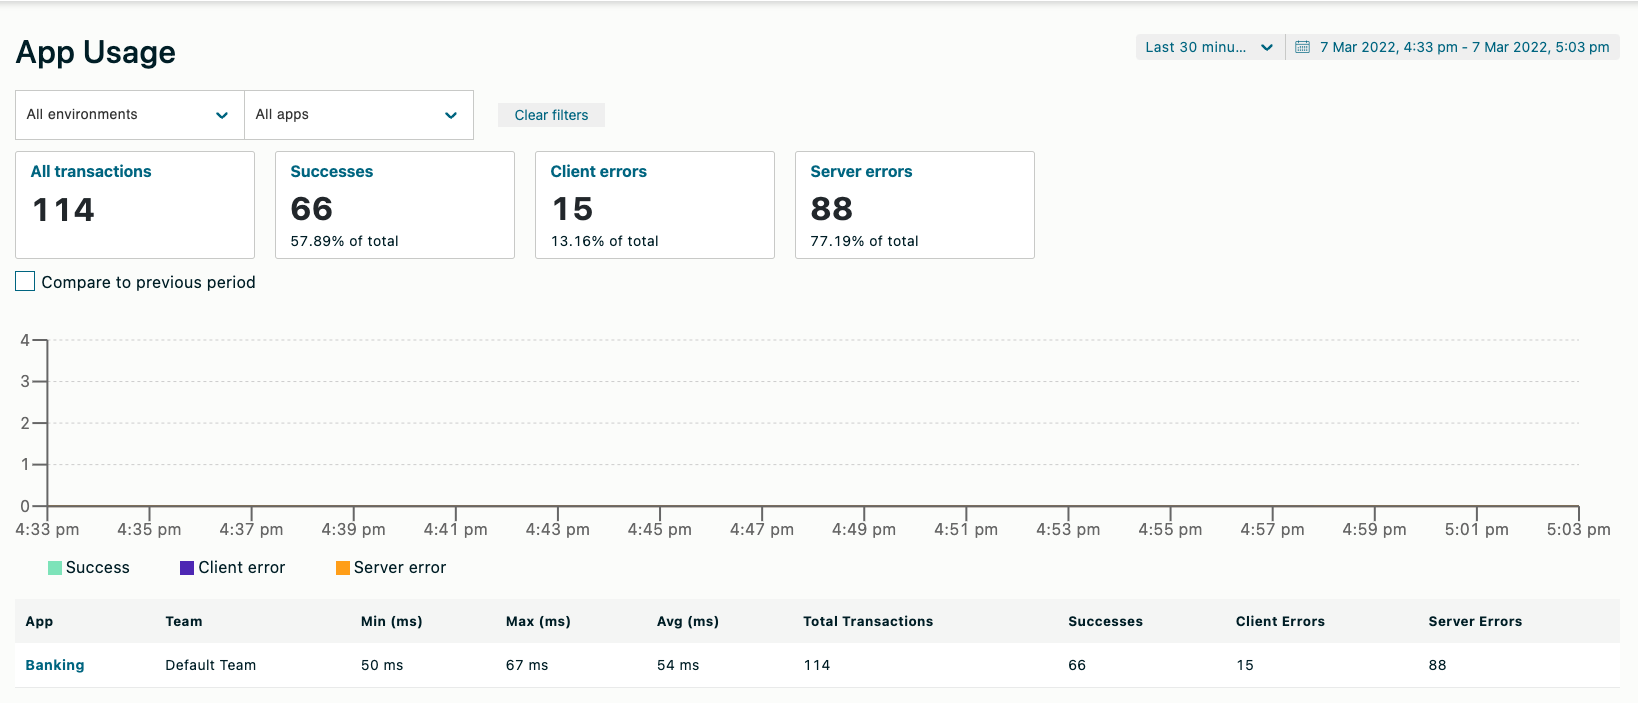 App Usage
Last 30 minu... 7 Mar 2022, 4:33 pm - 7 Mar 2022, 5:03 pm
All environments All apps Clear filters
All transactions Successes Client errors Server errors
114 66 15 88
57.89% of total 13.16% of total 77.19% of total
Compare to previous period
4
3
2
1
0
4:33 pm 4:35 pm 4:37 pm 4:39 pm 4:41 pm 4:43 pm 4:45 pm 4:47 pm 4:49 pm 4:51 pm 4:53 pm 4:55 pm 4:57 pm 4:59 pm 5:01 pm 5:03 pm
Success Client error Server error
App Team Min (ms) Max (ms) Avg (ms) Total Transactions Successes Client Errors Server Errors
Banking Default Team 50 ms 67 ms 54 ms 114 66 15 88